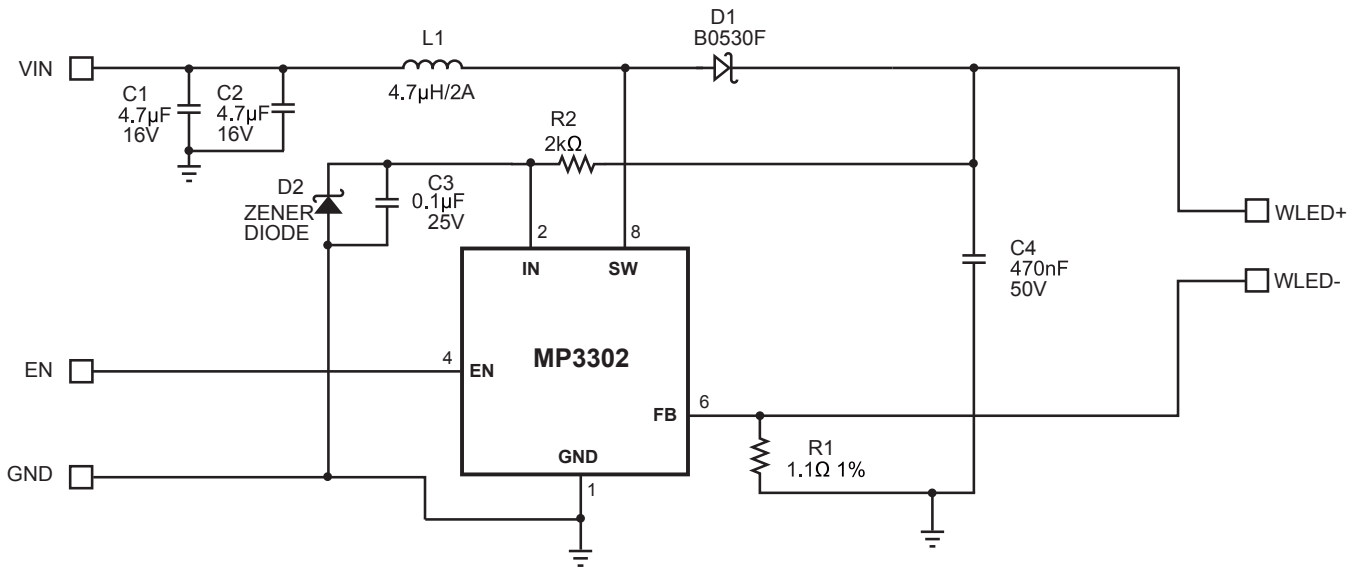 D1
B0530F
VIN
L1
4.7µH/2A
C1
4.7µF
16V
C2
4.7µF
16V
R2
2kΩ
D2
ZENER
DIODE
C3
0.1µF
25V
2
8
IN
SW
WLED+
C4
470nF
50V
WLED-
MP3302
EN
4
EN
FB
6
R1
1.1Ω 1%
GND
GND
1